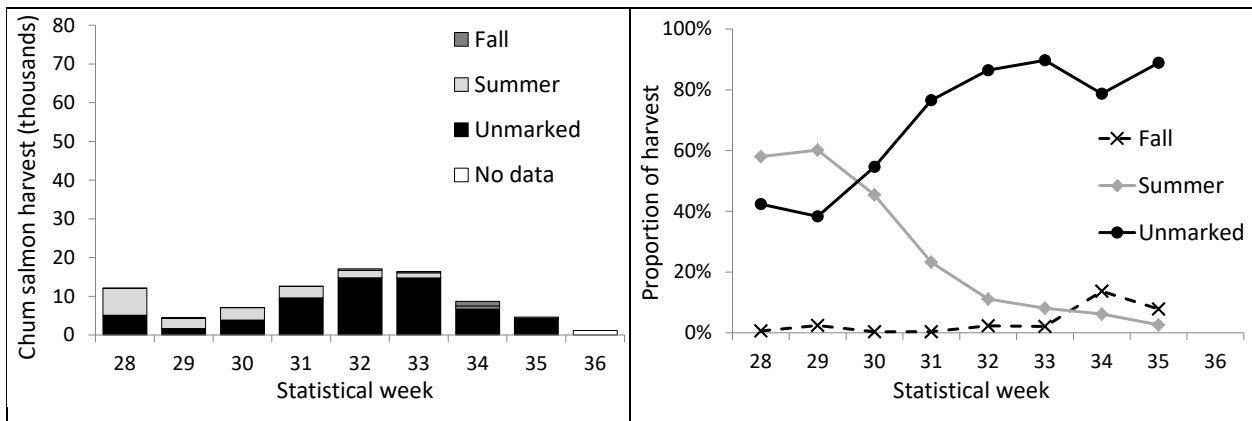 Chum salmon harvest (thousands)
80
70
60
50
40
30
20
10
0
Fall
Summer
Unmarked
No data
28 29 30 31 32 33 34 35 36
Statistical week
Proportion of harvest
100%
80%
60%
40%
20%
0%
Fall
Summer
Unmarked
28 29 30 31 32 33 34 35 36
Statistical week